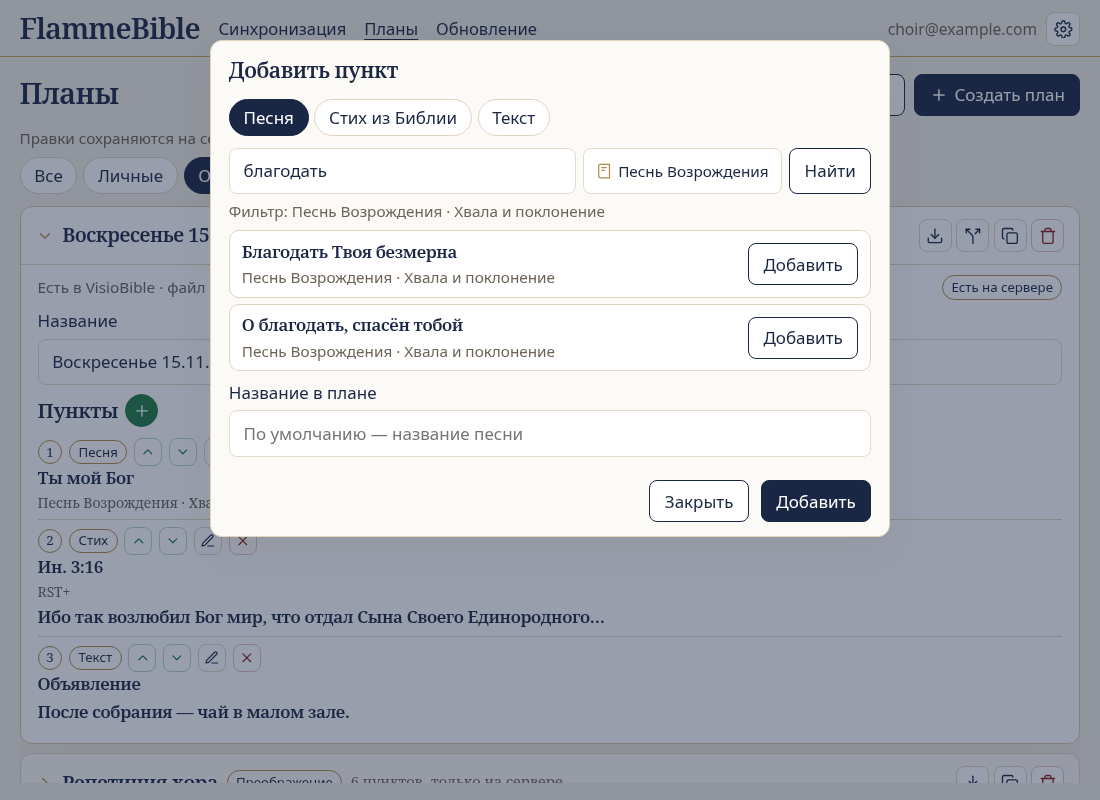 FlammeBible Синхронизация Планы Обновление choir@example.com
Добавить пункт
Планы
Создать план
Песня Стих из Библии Текст
Правки сохраняются на
Все Личные
благодать Песнь Возрождения Найти
Фильтр: Песнь Возрождения · Хвала и поклонение
Воскресенье 15
Благодать Твоя безмерна
Песнь Возрождения · Хвала и поклонение
Добавить
Есть в VisioBible · файл
Есть на сервере
Название
О благодать, спасён тобой
Песнь Возрождения · Хвала и поклонение
Добавить
Воскресенье 15.11.
Название в плане
Пункты
По умолчанию — название песни
1 Песня
Ты мой Бог
Песнь Возрождения ·
Закрыть Добавить
2 Стих
Ин. 3:16
RST+
Ибо так возлюбил Бог мир, что отдал Сына Своего Единородного...
3 Текст
Объявление
После собрания — чай в малом зале.
Репетиция хора Преображение 6 пунктов, только на сервере